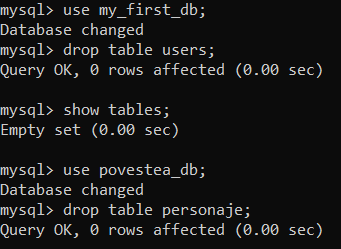 mysql> use my_first_db;
Database changed
mysql> drop table users;
Query OK, 0 rows affected (0.00 sec)
mysql> show tables;
Empty set (0.00 sec)
mysql> use povestea_db;
Database changed
mysql> drop table personaje;
Query OK, 0 rows affected (0.00 sec)